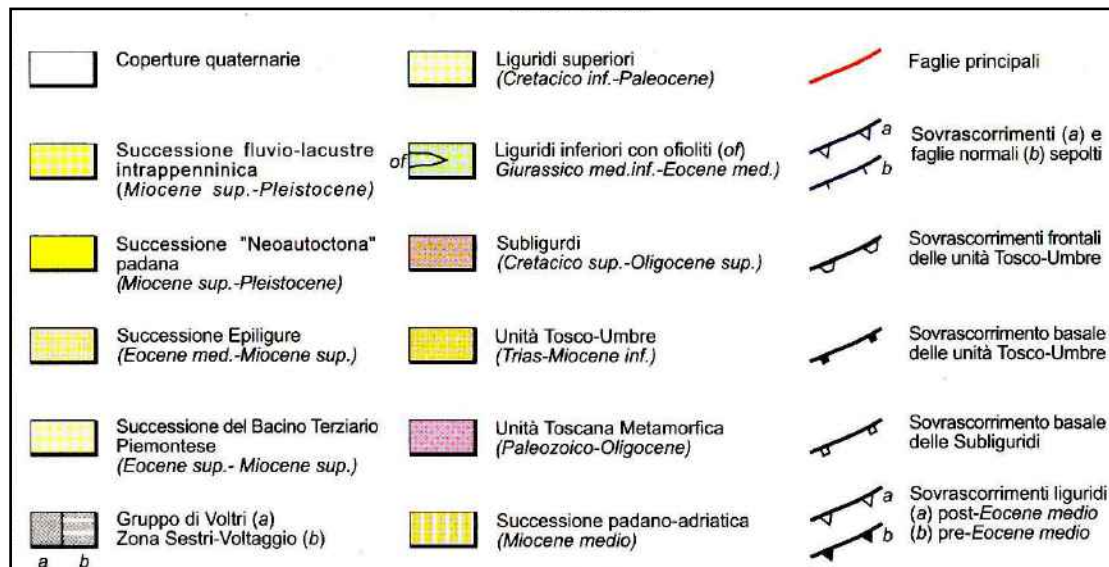 Coperture quaternarie
Successione fluvio-lacustre
intrappenninica
(Miocene sup.-Pleistocene)
Successione "Neoautoctona"
padana
(Miocene sup.-Pleistocene)
Successione Epiligure
(Eocene med.-Miocene sup.)
Successione del Bacino Terziario
Piemontese
(Eocene sup.- Miocene sup.)
Gruppo di Voltri (a)
Zona Sestri-Voltaggio (b)
a b
Liguridi superiori
(Cretacico inf.-Paleocene)
of
Liguridi inferiori con ofioliti (of)
Giurassico med.inf.-Eocene med.)
Subligurdi
(Cretacico sup.-Oligocene sup.)
Unità Tosco-Umbre
(Trias-Miocene inf.)
Unità Toscana Metamorfica
(Paleozoico-Oligocene)
Successione padano-adriatica
(Miocene medio)
Faglie principali
a
b
Sovrascorrimenti (a) e
faglie normali (b) sepolti
Sovrascorrimenti frontali
delle unità Tosco-Umbre
Sovrascorrimento basale
delle unità Tosco-Umbre
Sovrascorrimento basale
delle Subliguridi
a
b
Sovrascorrimenti liguridi
(a) post-Eocene medio
(b) pre-Eocene medio